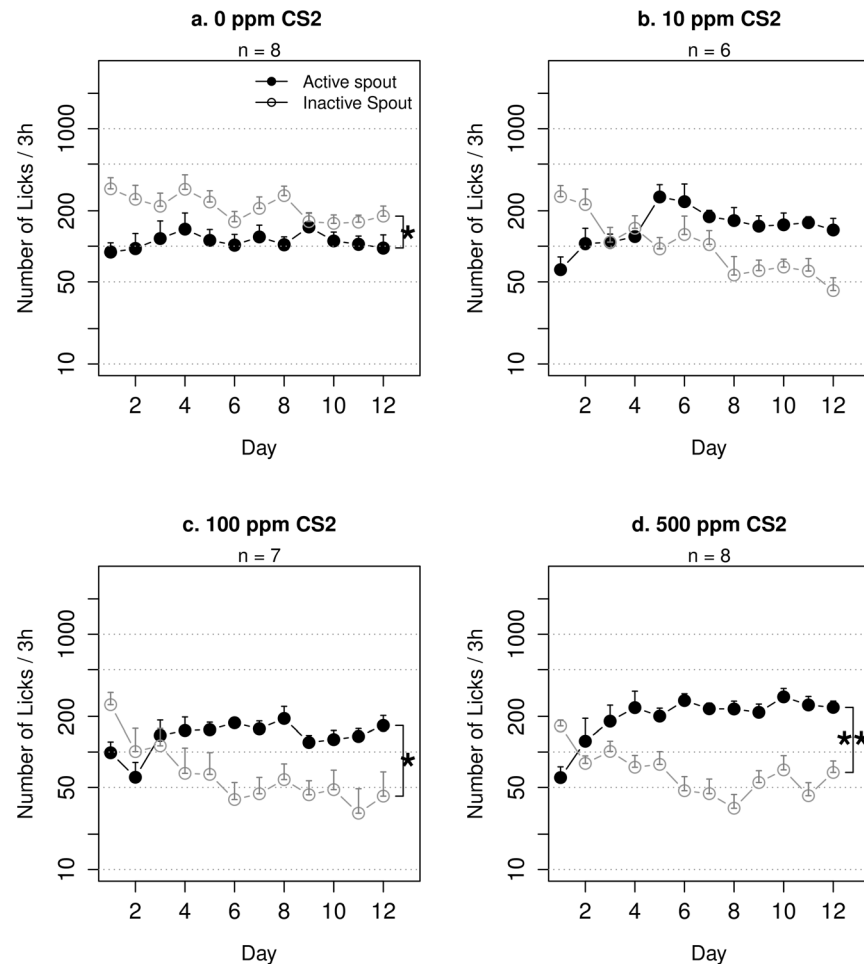 a. 0 ppm CS2
n = 8
Active spout
Inactive Spout
Number of Licks / 3h
10
50
200
1000
2 4 6 8 10 12
Day
*
b. 10 ppm CS2
n = 6
Number of Licks / 3h
10
50
200
1000
2 4 6 8 10 12
Day
c. 100 ppm CS2
n = 7
Number of Licks / 3h
10
50
200
1000
2 4 6 8 10 12
Day
*
d. 500 ppm CS2
n = 8
Number of Licks / 3h
10
50
200
1000
2 4 6 8 10 12
Day
**